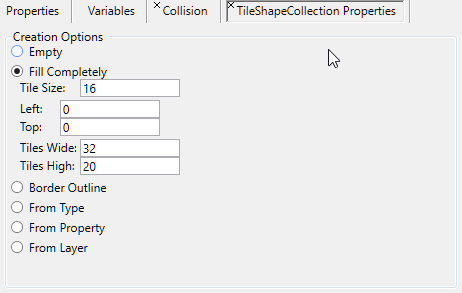 Properties Variables Collision TileShapeCollection Properties
Creation Options
Empty
Fill Completely
Tile Size: 16
Left: 0
Top: 0
Tiles Wide: 32
Tiles High: 20
Border Outline
From Type
From Property
From Layer